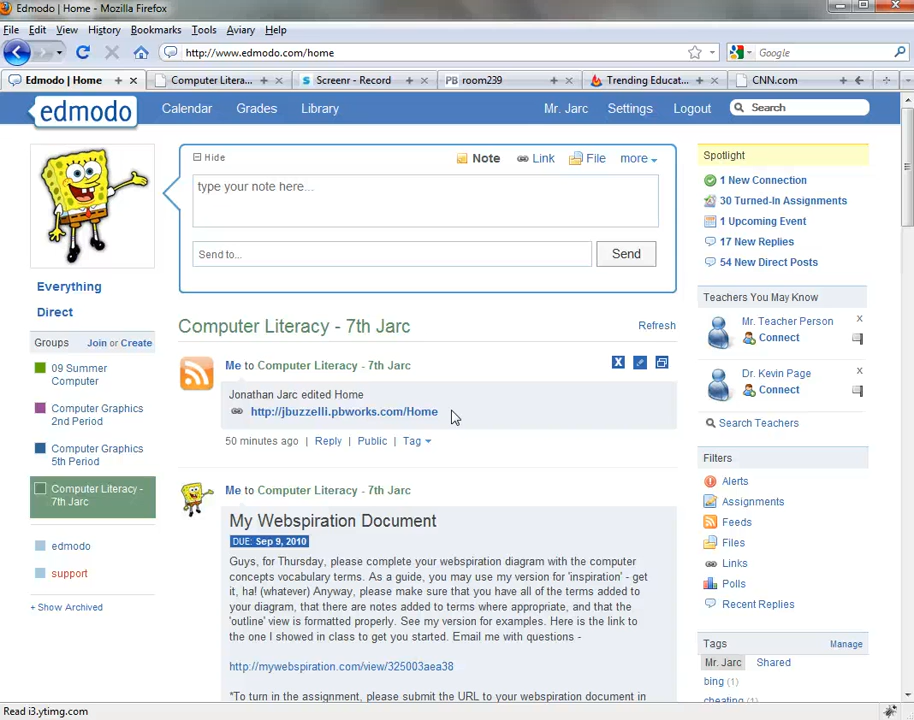 Edmodo | Home - Mozilla Firefox
File Edit View History Bookmarks Tools Aviary Help
http://www.edmodo.com/home
Google
Edmodo | Home
Computer Litera...
Screenr - Record
PB room239
Trending Educat...
CNN.com
edmodo
Calendar Grades Library
Mr. Jarc Settings Logout
Search
Hide
Note Link File more
type your note here...
Send to...
Send
Everything
Direct
Groups Join or Create
09 Summer
Computer
Computer Graphics
2nd Period
Computer Graphics
5th Period
Computer Literacy -
7th Jarc
edmodo
support
+ Show Archived
Computer Literacy - 7th Jarc
Refresh
Me to Computer Literacy - 7th Jarc
Jonathan Jarc edited Home
http://jbuzzelli.pbworks.com/Home
50 minutes ago | Reply | Public | Tag
Me to Computer Literacy - 7th Jarc
My Webspiration Document
DUE: Sep 9, 2010
Guys, for Thursday, please complete your webspiration diagram with the computer
concepts vocabulary terms. As a guide, you may use my version for 'inspiration' - get
it, ha! (whatever) Anyway, please make sure that you have all of the terms added to
your diagram, that there are notes added to terms where appropriate, and that the
'outline' view is formatted properly. See my version for examples. Here is the link to
the one I showed in class to get you started. Email me with questions -
http://mywebspiration.com/view/325003aea38
*To turn in the assignment, please submit the URL to your webspiration document in
Spotlight
1 New Connection
30 Turned-In Assignments
1 Upcoming Event
17 New Replies
54 New Direct Posts
Teachers You May Know
Mr. Teacher Person x
Connect
Dr. Kevin Page x
Connect
Search Teachers
Filters
Alerts
Assignments
Feeds
Files
Links
Polls
Recent Replies
Tags Manage
Mr. Jarc Shared
bing (1)
cheating (1)
Read i3.ytimg.com